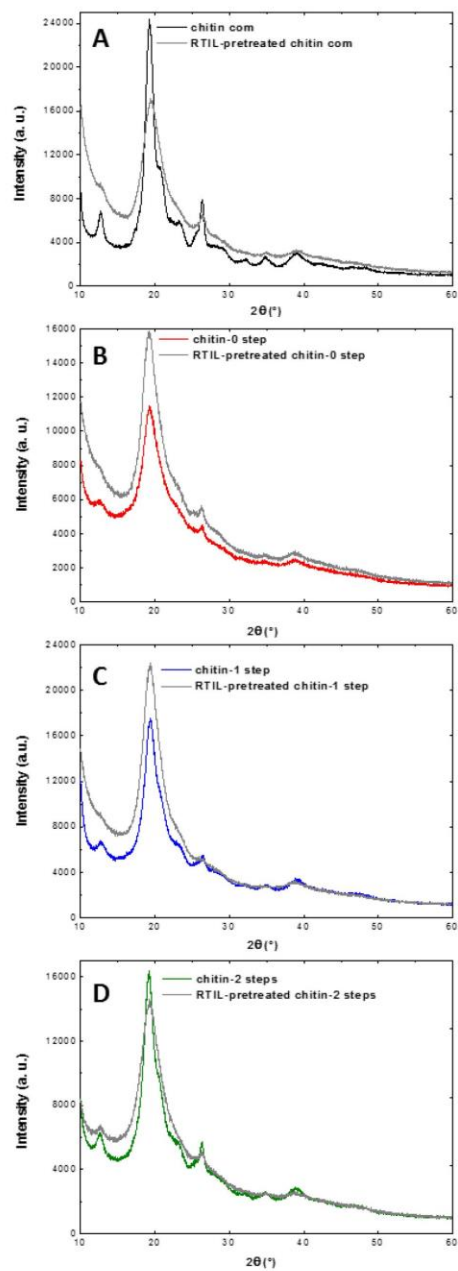 A
chitin com
RTIL-pretreated chitin com
24000
20000
16000
12000
8000
4000
0
Intensity (a. u.)
10 20 30 40 50 60
2θ(°)
B
chitin-0 step
RTIL-pretreated chitin-0 step
16000
14000
12000
10000
8000
6000
4000
2000
0
Intensity (a. u.)
10 20 30 40 50 60
2θ(°)
C
chitin-1 step
RTIL-pretreated chitin-1 step
24000
20000
16000
12000
8000
4000
0
Intensity (a.u.)
10 20 30 40 50 60
2θ(°)
D
chitin-2 steps
RTIL-pretreated chitin-2 steps
16000
12000
8000
4000
0
Intensity (a. u.)
10 20 30 40 50 60
2θ(°)